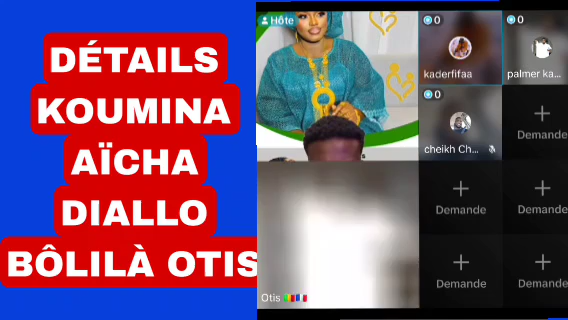 DÉTAILS
KOUMINA
AÏCHA
DIALLO
BÔLILÀ OTIS
Hôte
0
0
kaderfifaa
palmer ka...
0
cheikh Ch...
Demande
Demande
Demande
Demande
Demande
Otis